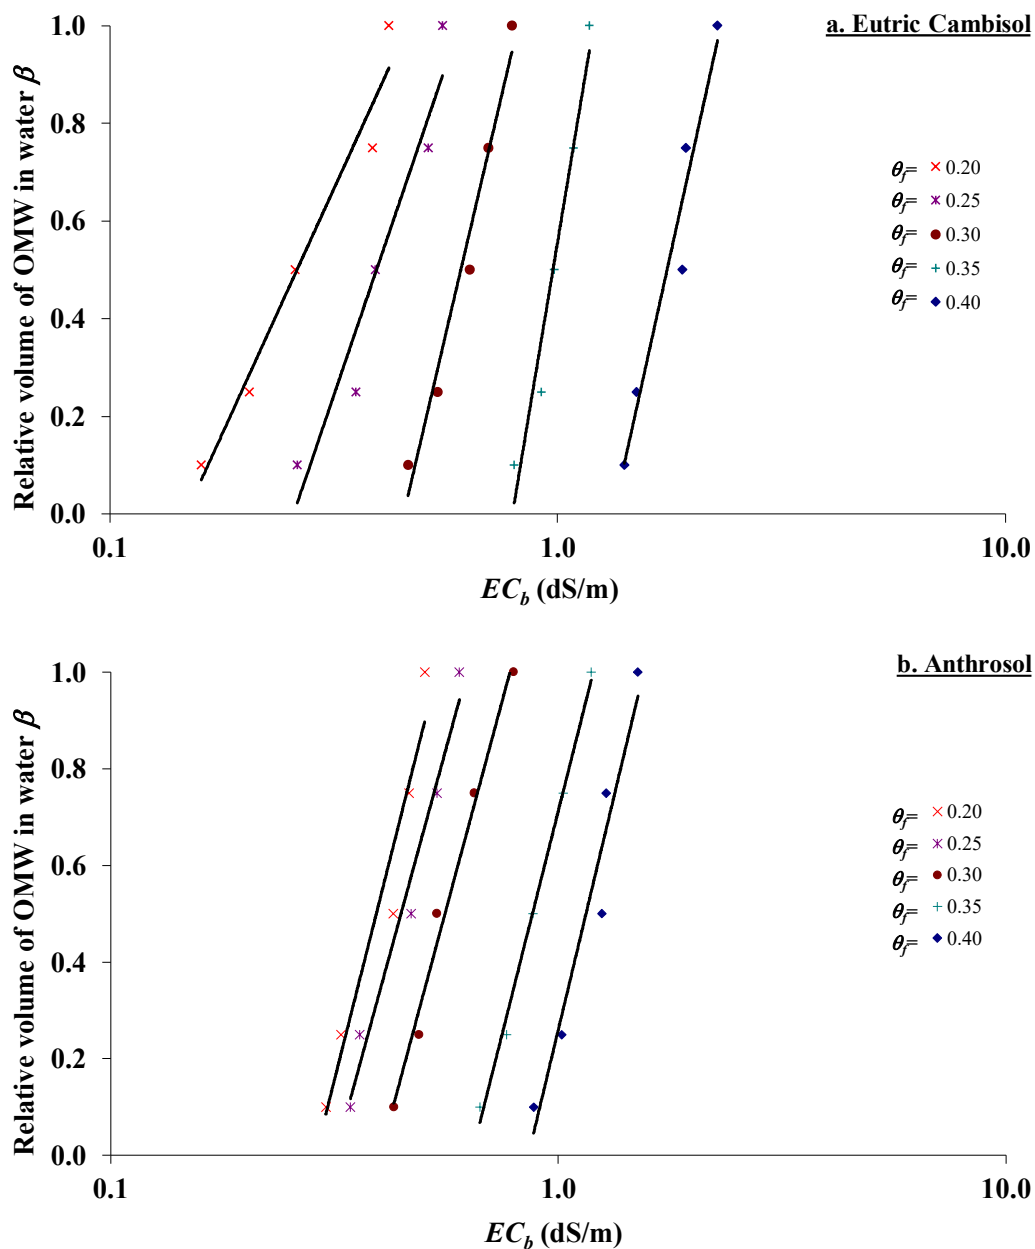 a. Eutric Cambisol
Relative volume of OMW in water β
1.0
0.8
0.6
0.4
0.2
0.0
θf= 0.20
θf= 0.25
θf= 0.30
θf= 0.35
θf= 0.40
0.1 1.0 10.0
ECb (dS/m)
b. Anthrosol
Relative volume of OMW in water β
1.0
0.8
0.6
0.4
0.2
0.0
θf= 0.20
θf= 0.25
θf= 0.30
θf= 0.35
θf= 0.40
0.1 1.0 10.0
ECb (dS/m)